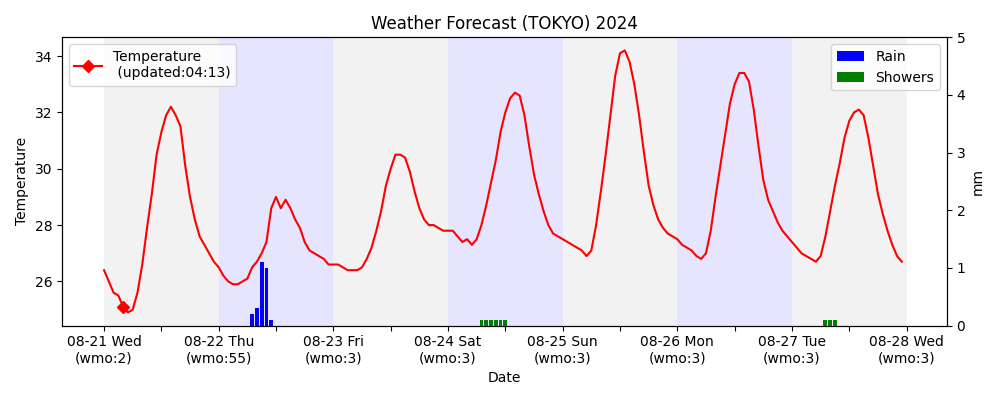 Weather Forecast (TOKYO) 2024
Temperature
(updated:04:13)
Rain
Showers
34
32
30
28
26
Temperature
5
4
3
2
1
0
mm
08-21 Wed
(wmo:2)
08-22 Thu
(wmo:55)
08-23 Fri
(wmo:3)
08-24 Sat
(wmo:3)
08-25 Sun
(wmo:3)
08-26 Mon
(wmo:3)
08-27 Tue
(wmo:3)
08-28 Wed
(wmo:3)
Date